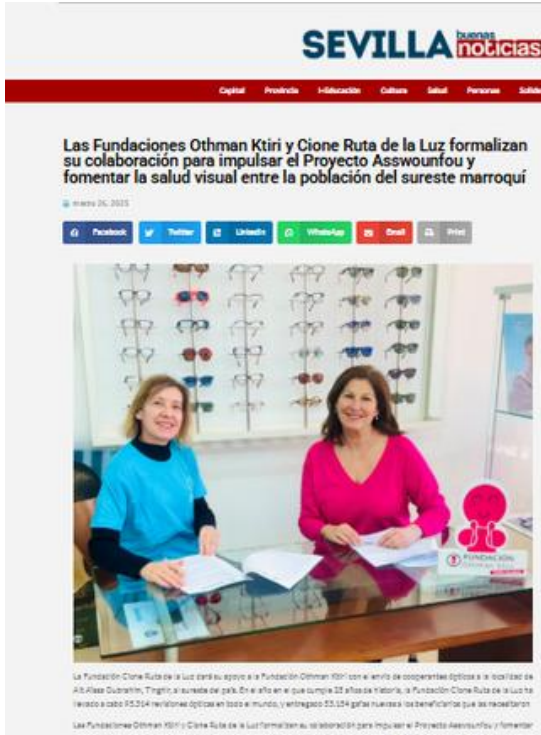 SEVILLA buenas noticias
Capital Provincia I+Educación Cultura Salud Personas
Las Fundaciones Othman Ktiri y Cione Ruta de la Luz formalizan
su colaboración para impulsar el Proyecto Asswounfou y
fomentar la salud visual entre la población del sureste marroquí
marzo 26, 2025
Facebook Twitter LinkedIn WhatsApp Email Print
FUNDACIÓN
OTHMAN KTIRI
La Fundación Cione Ruta de la Luz dará su apoyo a la Fundación Othman Ktiri con el envío de cooperantes ópticos a la localidad de
Ait Alssa Oubrahim, Tinghir, al sureste del país. En el año en que cumple 25 años de historia, la Fundación Cione Ruta de la Luz ha
llevado a cabo revisiones ópticas en todo el mundo, y entregado gafas nuevas a los beneficiarios que las necesitaron
Las Fundaciones Othman Ktiri y Cione Ruta de la Luz formalizan su colaboración para impulsar el Proyecto Asswounfou y fomentar